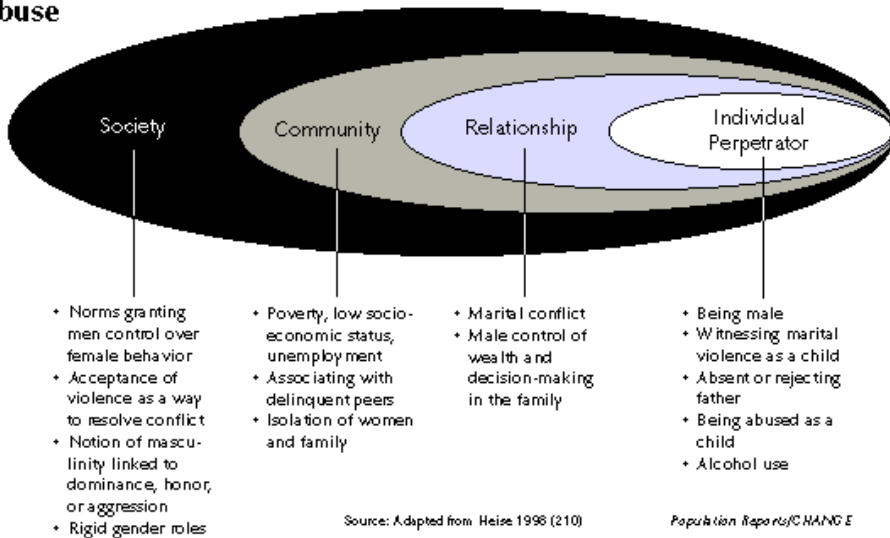 buse
Society
Community
Relationship
Individual
Perpetrator
• Norms granting
men control over
female behavior
• Acceptance of
violence as a way
to resolve conflict
• Notion of mascu-
linity linked to
dominance, honor,
or aggression
• Rigid gender roles
• Poverty, low socio-
economic status,
unemployment
• Associating with
delinquent peers
• Isolation of women
and family
• Marital conflict
• Male control of
wealth and
decision-making
in the family
• Being male
• Witnessing marital
violence as a child
• Absent or rejecting
father
• Being abused as a
child
• Alcohol use
Source: Adapted from Heise 1998 (210)
Population Reports/CHANGE